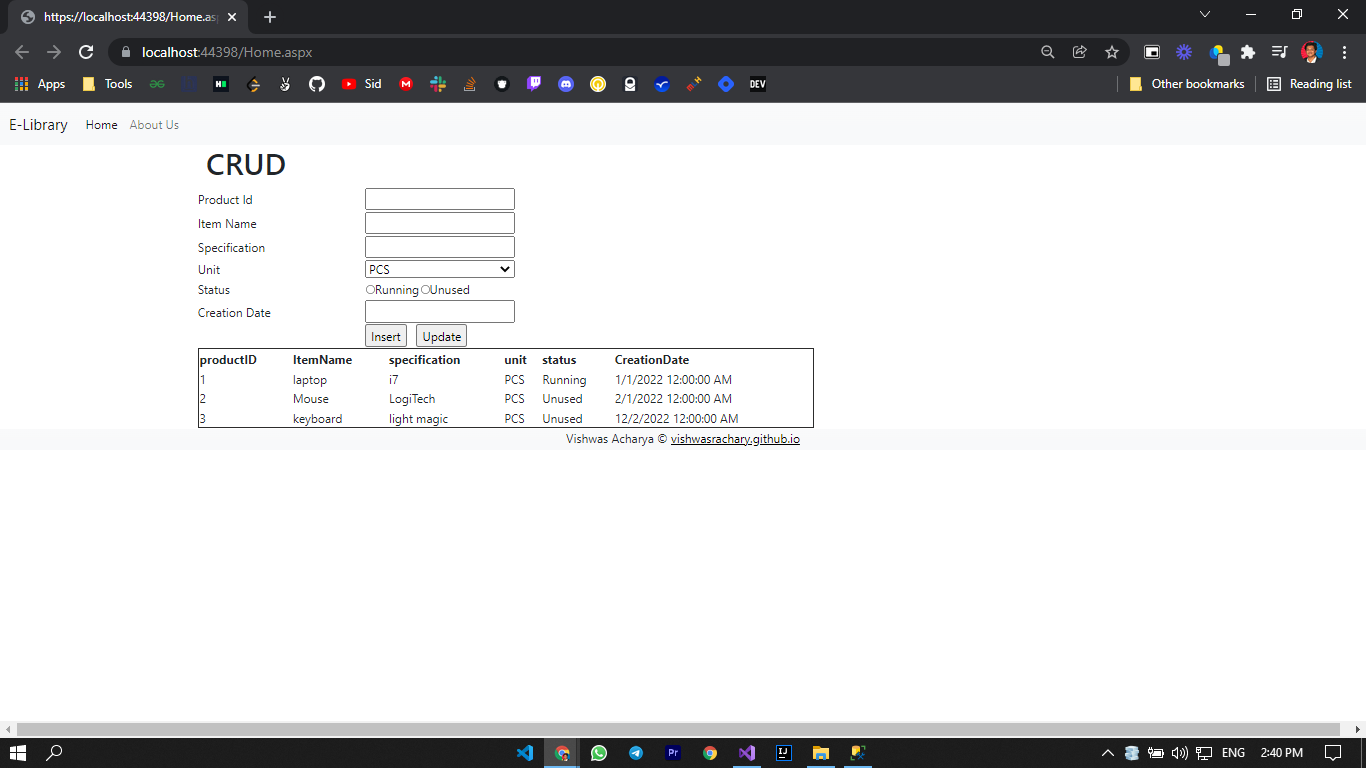 https://localhost:44398/Home.as
localhost:44398/Home.aspx
Apps Tools Sid M DEV Other bookmarks Reading list
E-Library Home About Us
CRUD
Product Id
Item Name
Specification
Unit PCS
Status Running Unused
Creation Date
Insert Update
productID ItemName specification unit status CreationDate
1 laptop i7 PCS Running 1/1/2022 12:00:00 AM
2 Mouse LogiTech PCS Unused 2/1/2022 12:00:00 AM
3 keyboard light magic PCS Unused 12/2/2022 12:00:00 AM
Vishwas Acharya © vishwasrachary.github.io
Pr IJ ENG 2:40 PM